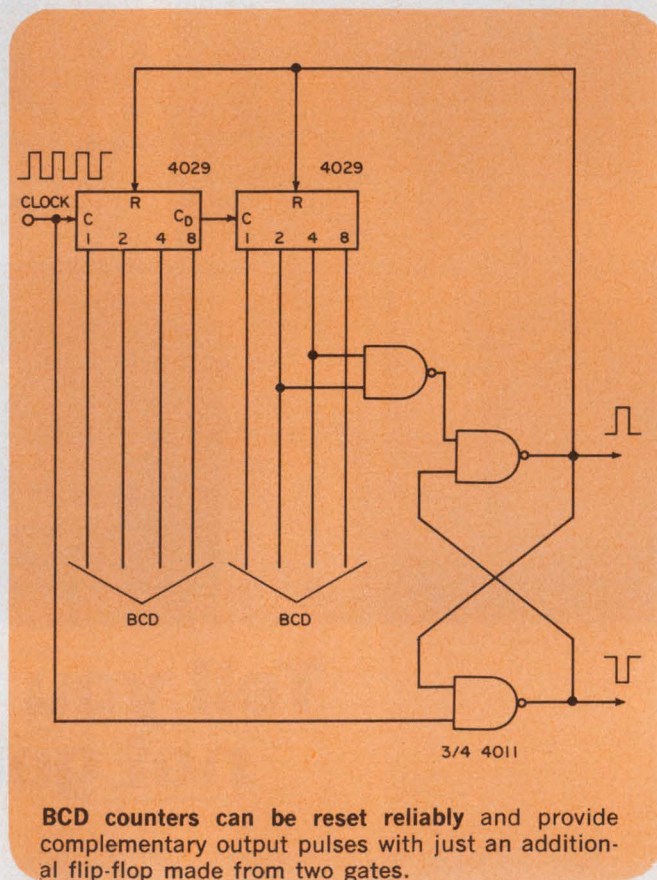 4029
4029
CLOCK
R
R
C
C_D
C
1
2
4
8
1
2
4
8
BCD
BCD
3/4 4011
BCD counters can be reset reliably and provide
complementary output pulses with just an addition-
al flip-flop made from two gates.